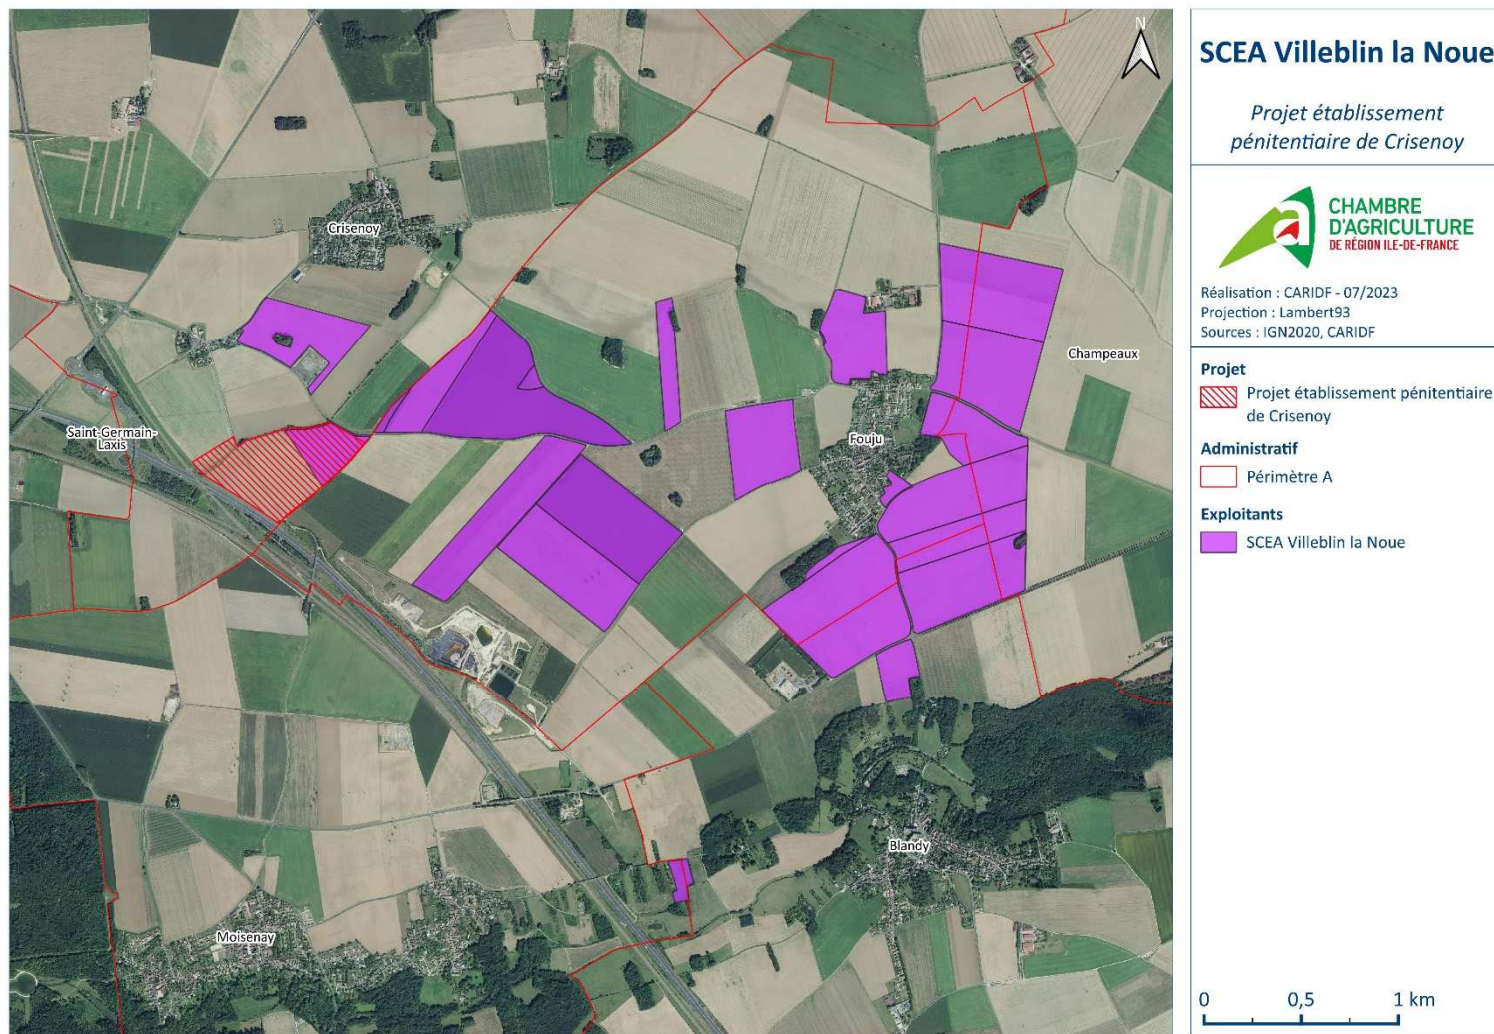 N
Crisenoy
Champeaux
Saint-Germain-
Laxis
Fouju
Blandy
Moisenay
SCEA Villeblin la Noue
Projet établissement
pénitentiaire de Crisenoy
CHAMBRE
D'AGRICULTURE
DE RÉGION ILE-DE-FRANCE
Réalisation : CARIDF - 07/2023
Projection : Lambert93
Sources : IGN2020, CARIDF
Projet
Projet établissement pénitentiaire
de Crisenoy
Administratif
Périmètre A
Exploitants
SCEA Villeblin la Noue
0 0,5 1 km